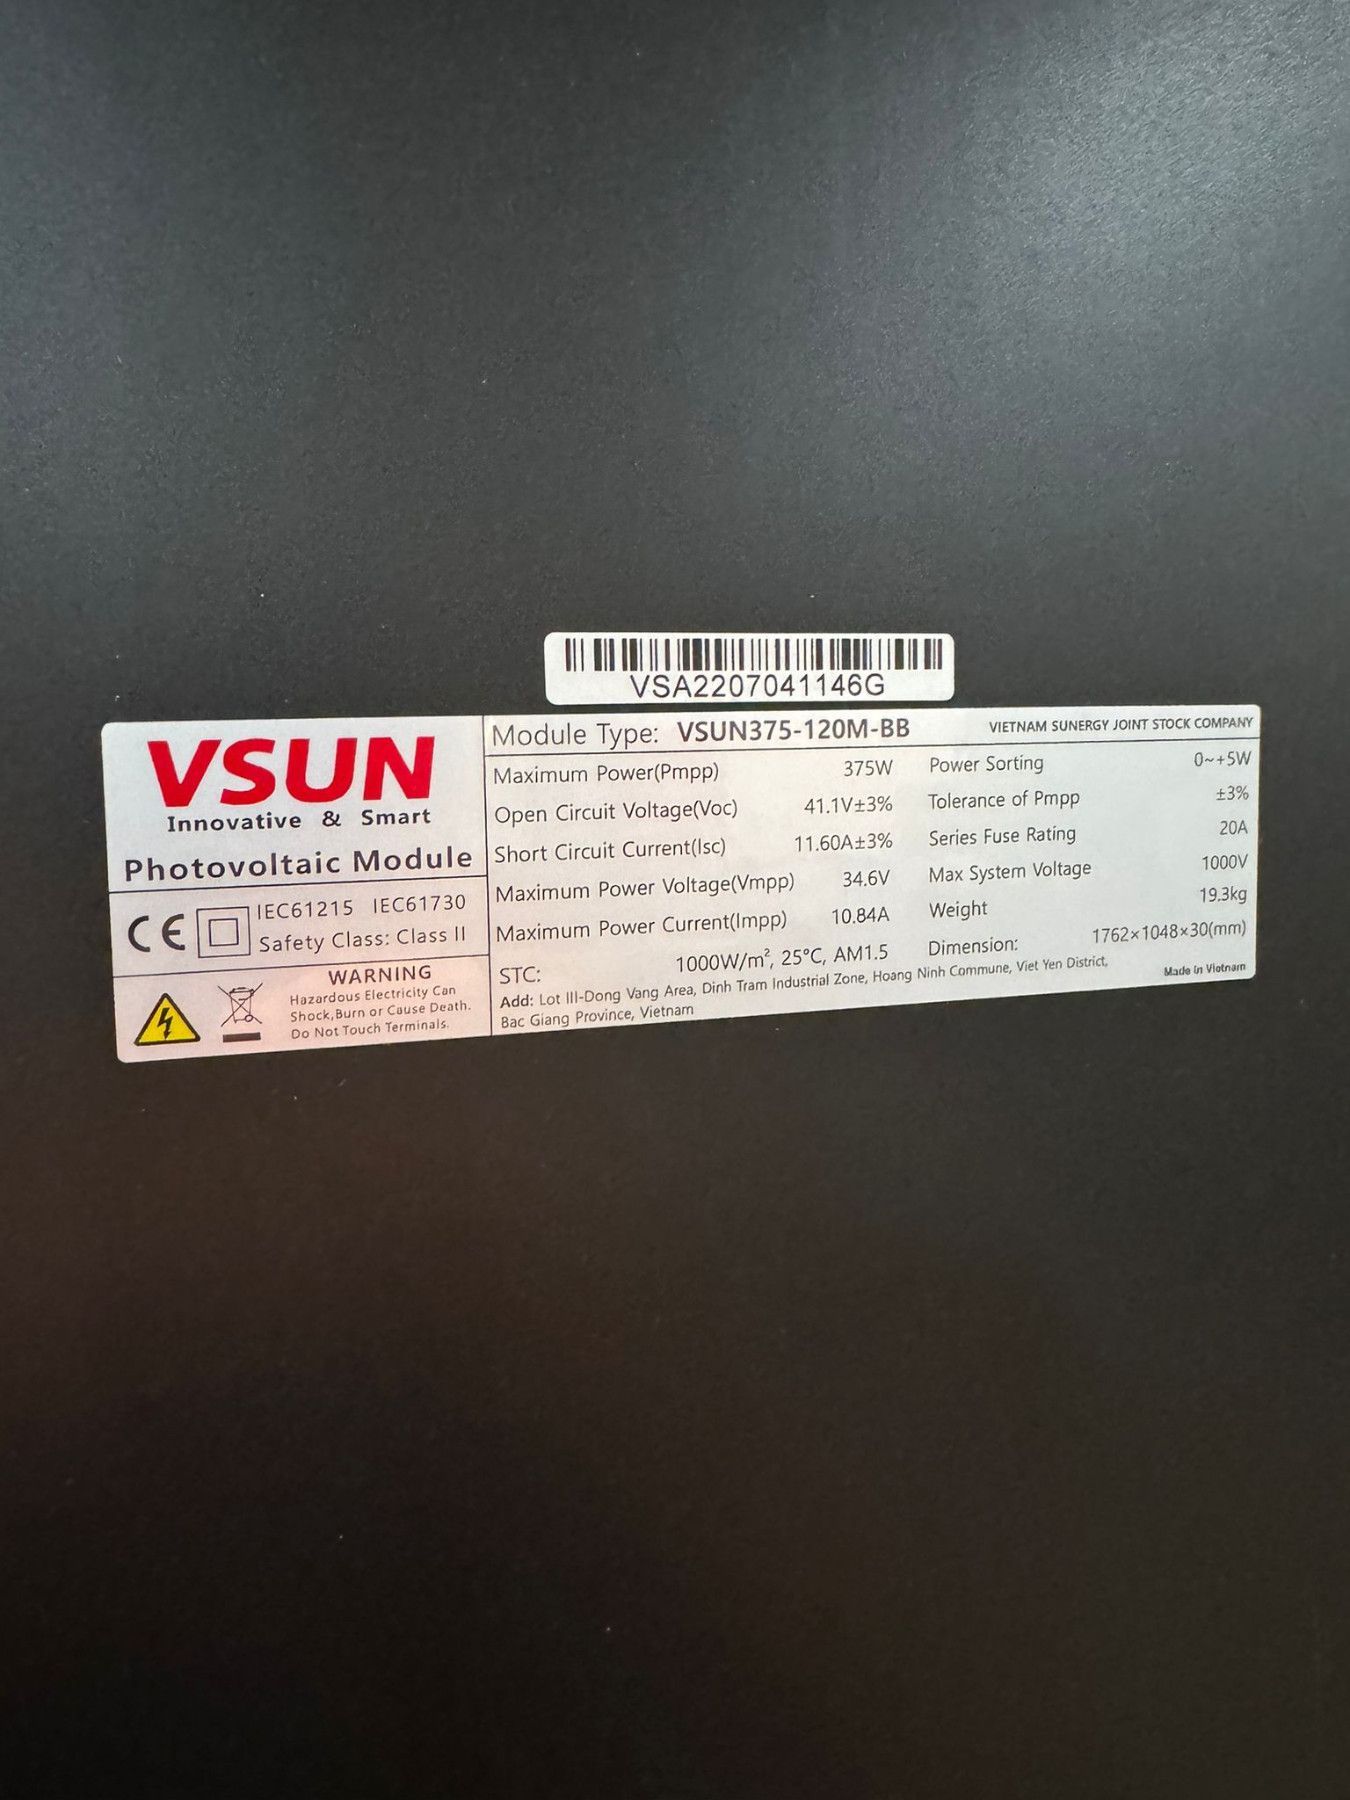 VSA2207041146G
VSUN
Innovative & Smart
Photovoltaic Module
CE
IEC61215 IEC61730
Safety Class: Class II
WARNING
Hazardous Electricity Can
Shock,Burn or Cause Death.
Do Not Touch Terminals.
Module Type: VSUN375-120M-BB VIETNAM SUNERGY JOINT STOCK COMPANY
Maximum Power(Pmpp) 375W Power Sorting 0~+5W
Open Circuit Voltage(Voc) 41.1V±3% Tolerance of Pmpp ±3%
Short Circuit Current(Isc) 11.60A±3% Series Fuse Rating 20A
Maximum Power Voltage(Vmpp) 34.6V Max System Voltage 1000V
Maximum Power Current(Impp) 10.84A Weight 19.3kg
STC: 1000W/m², 25°C, AM1.5 Dimension: 1762×1048×30(mm)
Add: Lot III-Dong Vang Area, Dinh Tram Industrial Zone, Hoang Ninh Commune, Viet Yen District, Made in Vietnam
Bac Giang Province, Vietnam